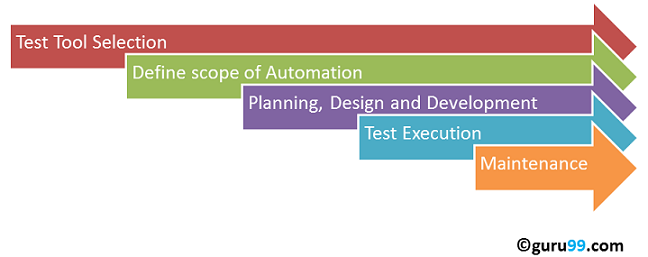 Test Tool Selection
Define scope of Automation
Planning, Design and Development
Test Execution
Maintenance
©guru99.com